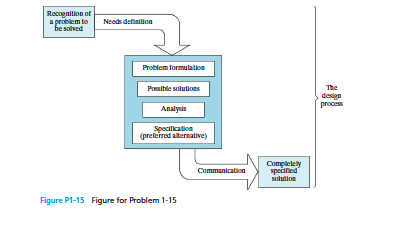 Recognition of
a problem to
be solved
Needs definition
Problem formulation
Possible solutions
Analysis
Specification
(preferred alternative)
The
design
process
Communication
Completely
specified
solution
Figure P1-15 Figure for Problem 1-15